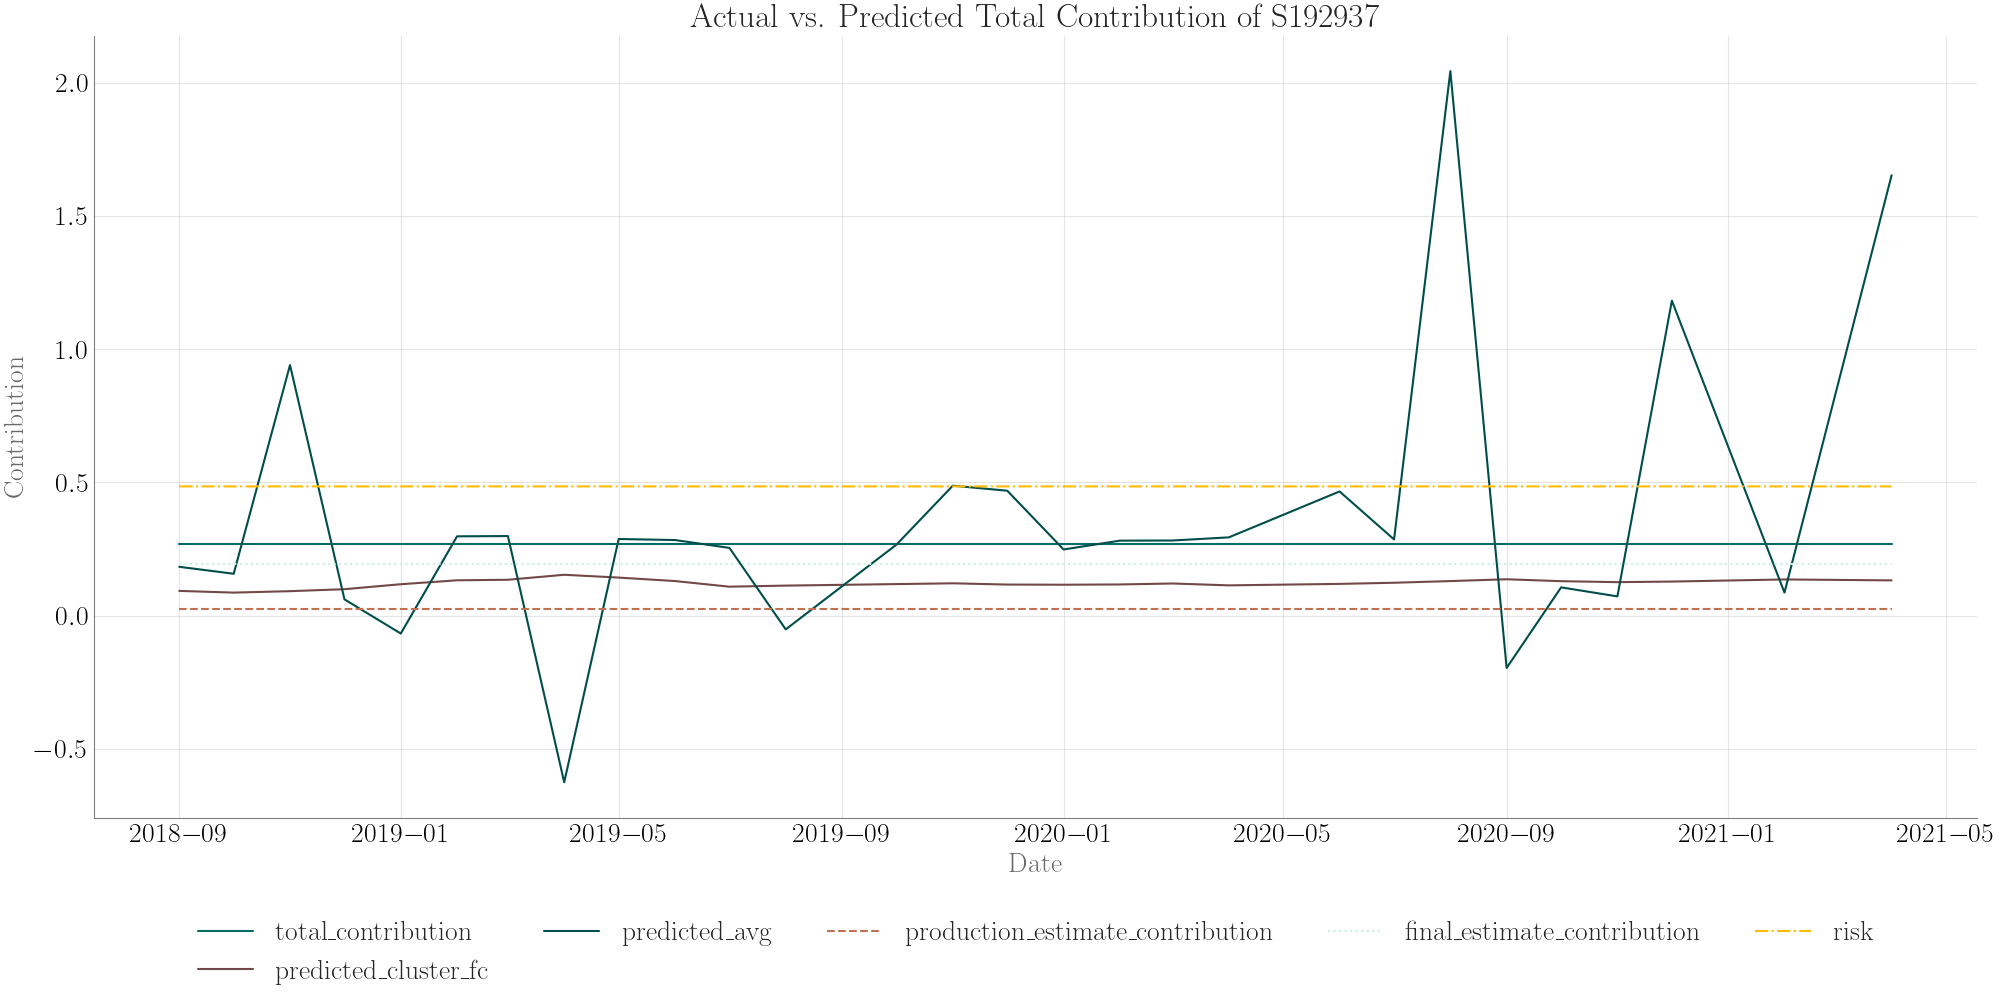 Actual vs. Predicted Total Contribution of S192937
2.0
1.5
1.0
0.5
0.0
−0.5
Contribution
2018−09 2019−01 2019−05 2019−09 2020−01 2020−05 2020−09 2021−01 2021−05
Date
total_contribution predicted_avg production_estimate_contribution final_estimate_contribution risk
predicted_cluster_fc